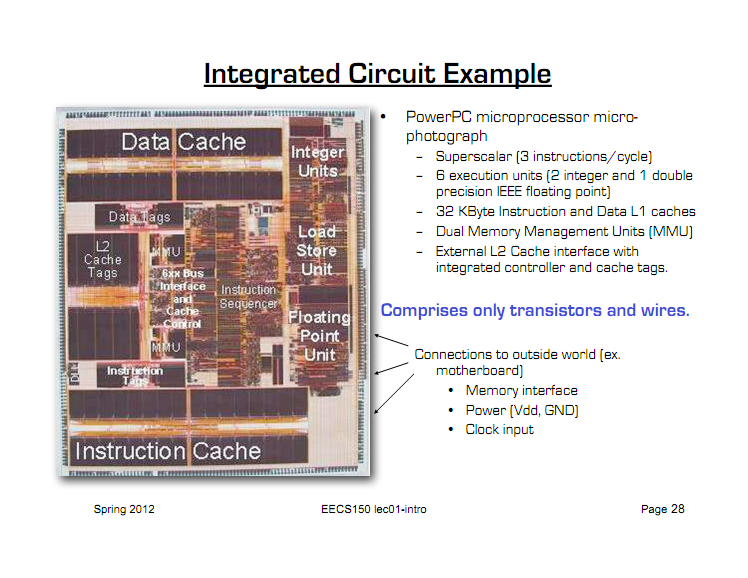 Integrated Circuit Example
Data Cache
Integer
Units
Data Tags
L2
Cache
Tags
MMU
6xx Bus
Interface
and
Cache
Control
MMU
Instruction
Sequencer
Load
Store
Unit
Floating
Point
Unit
Instruction
Tags
Instruction Cache
• PowerPC microprocessor micro-
photograph
– Superscalar (3 instructions/cycle)
– 6 execution units (2 integer and 1 double
precision IEEE floating point)
– 32 KByte Instruction and Data L1 caches
– Dual Memory Management Units (MMU)
– External L2 Cache interface with
integrated controller and cache tags.
Comprises only transistors and wires.
Connections to outside world (ex.
motherboard)
• Memory interface
• Power (Vdd, GND)
• Clock input
Spring 2012
EECS150 lec01-intro
Page 28